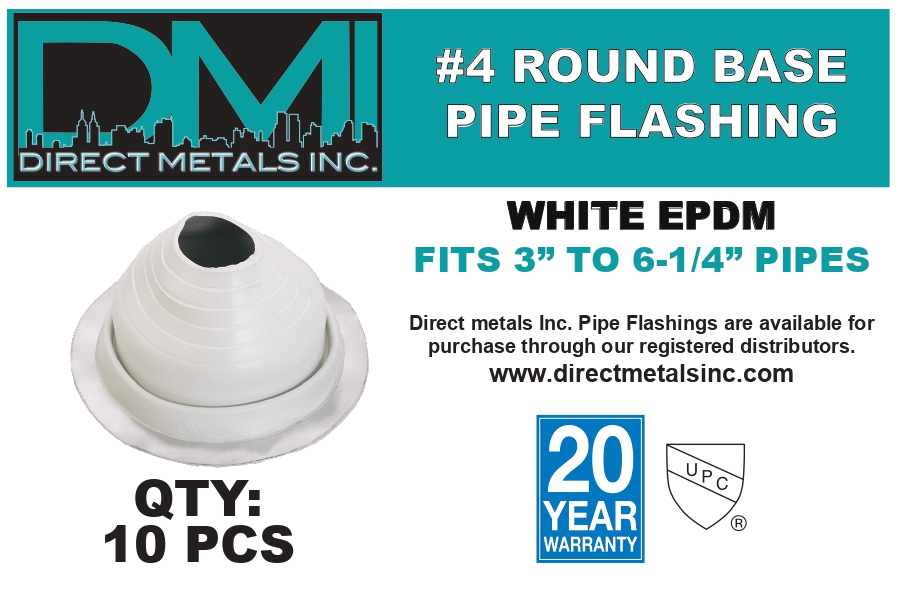 DMI
DIRECT METALS INC.
#4 ROUND BASE
PIPE FLASHING
WHITE EPDM
FITS 3” TO 6-1/4” PIPES
Direct metals Inc. Pipe Flashings are available for
purchase through our registered distributors.
www.directmetalsinc.com
QTY:
10 PCS
20
YEAR
WARRANTY
UPC
®